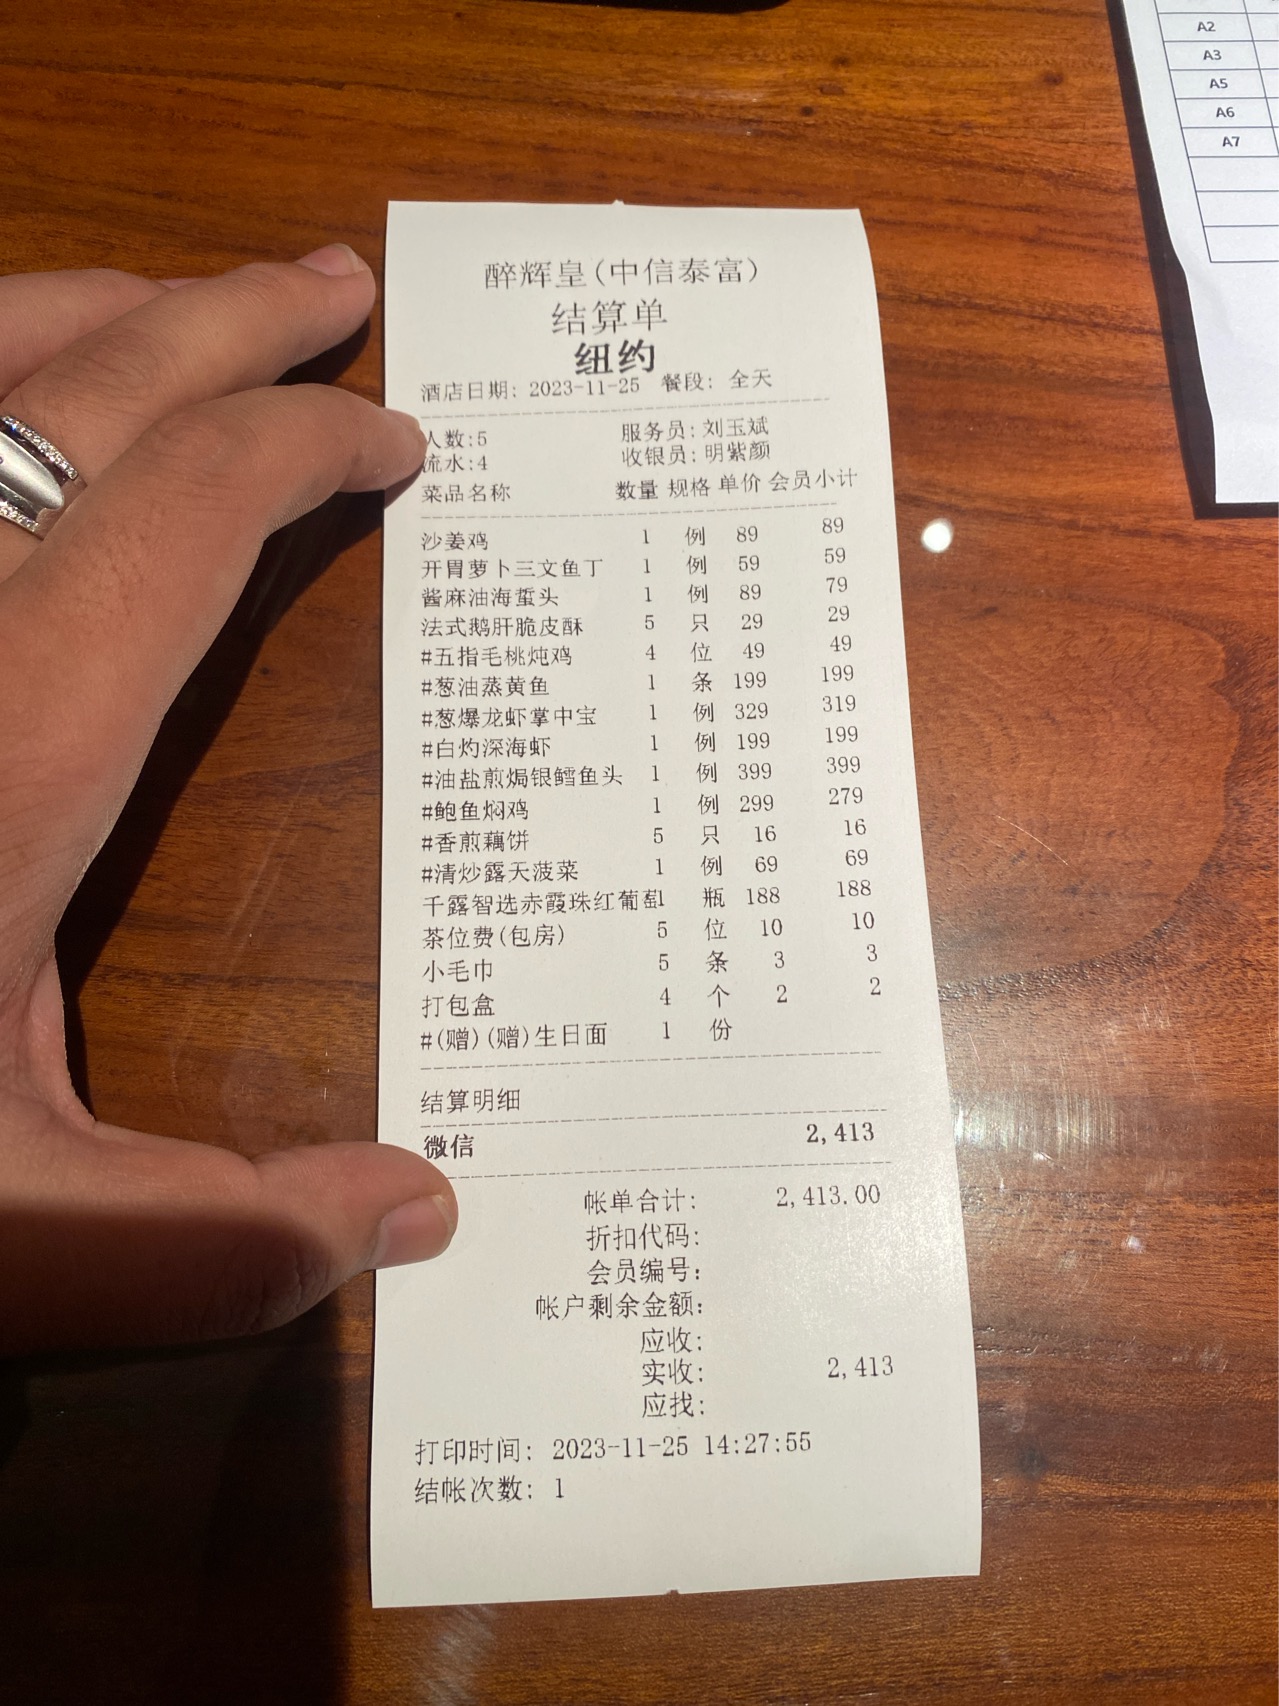 A2
A3
A5
A6
A7
醉辉皇(中信泰富)
结算单
纽约
酒店日期: 2023-11-25 餐段: 全天
人数:5 服务员:刘玉斌
流水:4 收银员:明紫颜
菜品名称 数量 规格 单价 会员小计
沙姜鸡 1 例 89 89
开胃萝卜三文鱼丁 1 例 59 59
酱麻油海蜇头 1 例 89 79
法式鹅肝脆皮酥 5 只 29 29
#五指毛桃炖鸡 4 位 49 49
#葱油蒸黄鱼 1 条 199 199
#葱爆龙虾掌中宝 1 例 329 319
#白灼深海虾 1 例 199 199
#油盐煎焗银鳕鱼头 1 例 399 399
#鲍鱼焖鸡 1 例 299 279
#香煎藕饼 5 只 16 16
#清炒露天菠菜 1 例 69 69
千露智选赤霞珠红葡萄1 瓶 188 188
茶位费(包房) 5 位 10 10
小毛巾 5 条 3 3
打包盒 4 个 2 2
#(赠)(赠)生日面 1 份
结算明细
微信 2,413
帐单合计: 2,413.00
折扣代码:
会员编号:
帐户剩余金额:
应收:
实收: 2,413
应找:
打印时间: 2023-11-25 14:27:55
结帐次数: 1